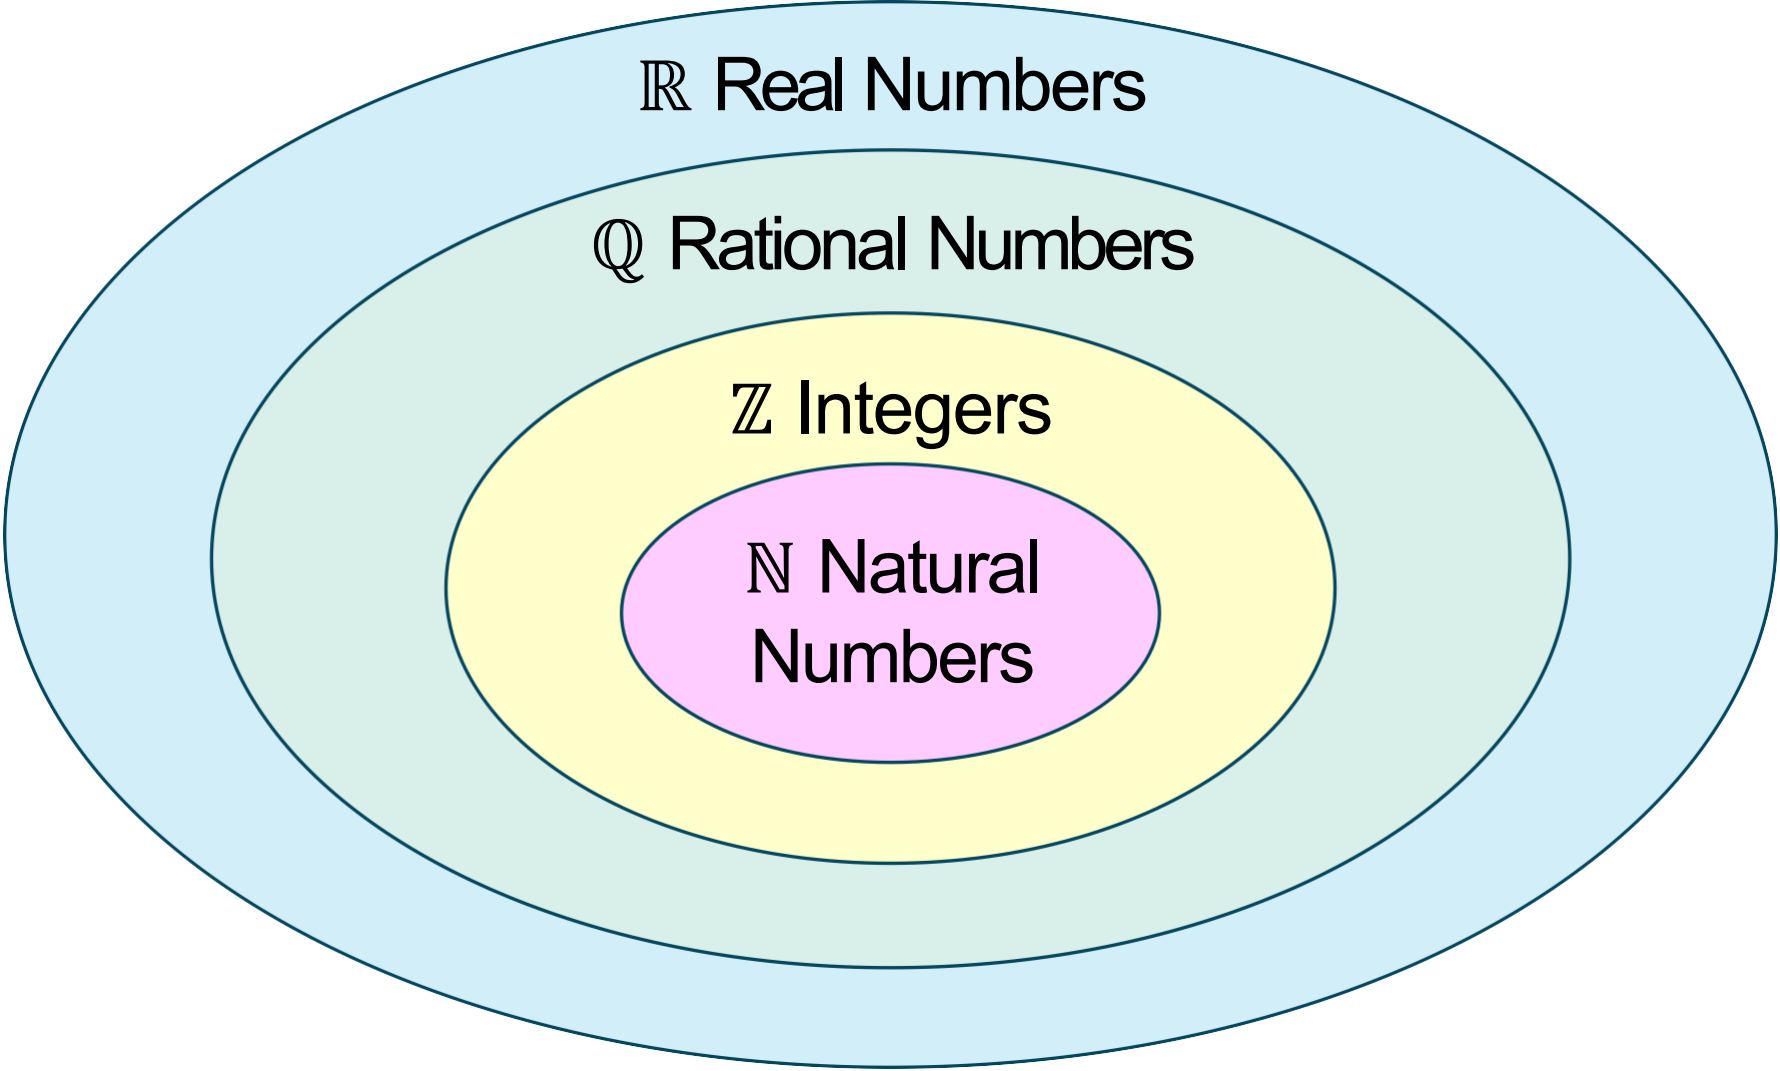 ℝ Real Numbers
ℚ Rational Numbers
ℤ Integers
ℕ Natural
Numbers